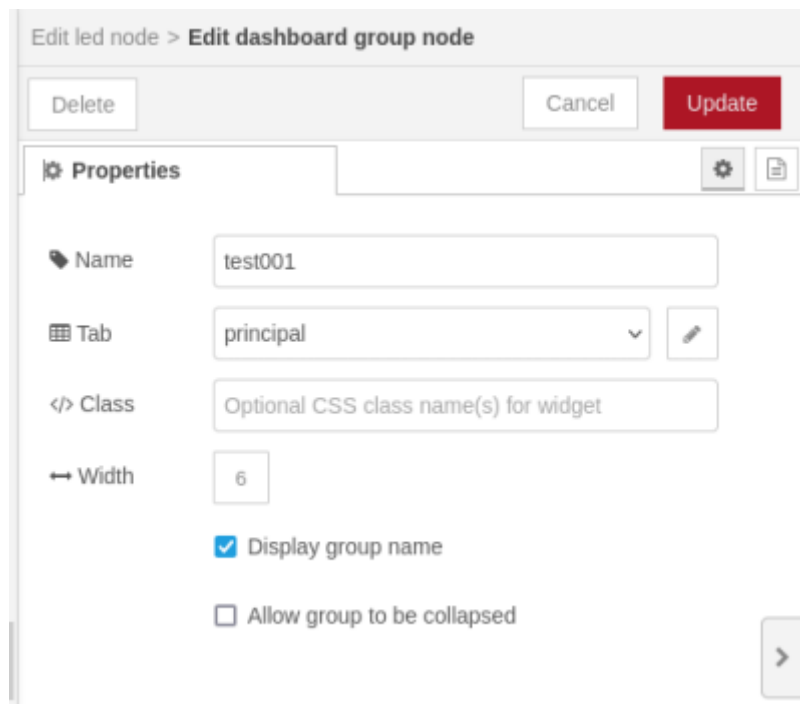 Edit led node > Edit dashboard group node
Delete Cancel Update
Properties
Name test001
Tab principal
</> Class Optional CSS class name(s) for widget
Width 6
Display group name
Allow group to be collapsed